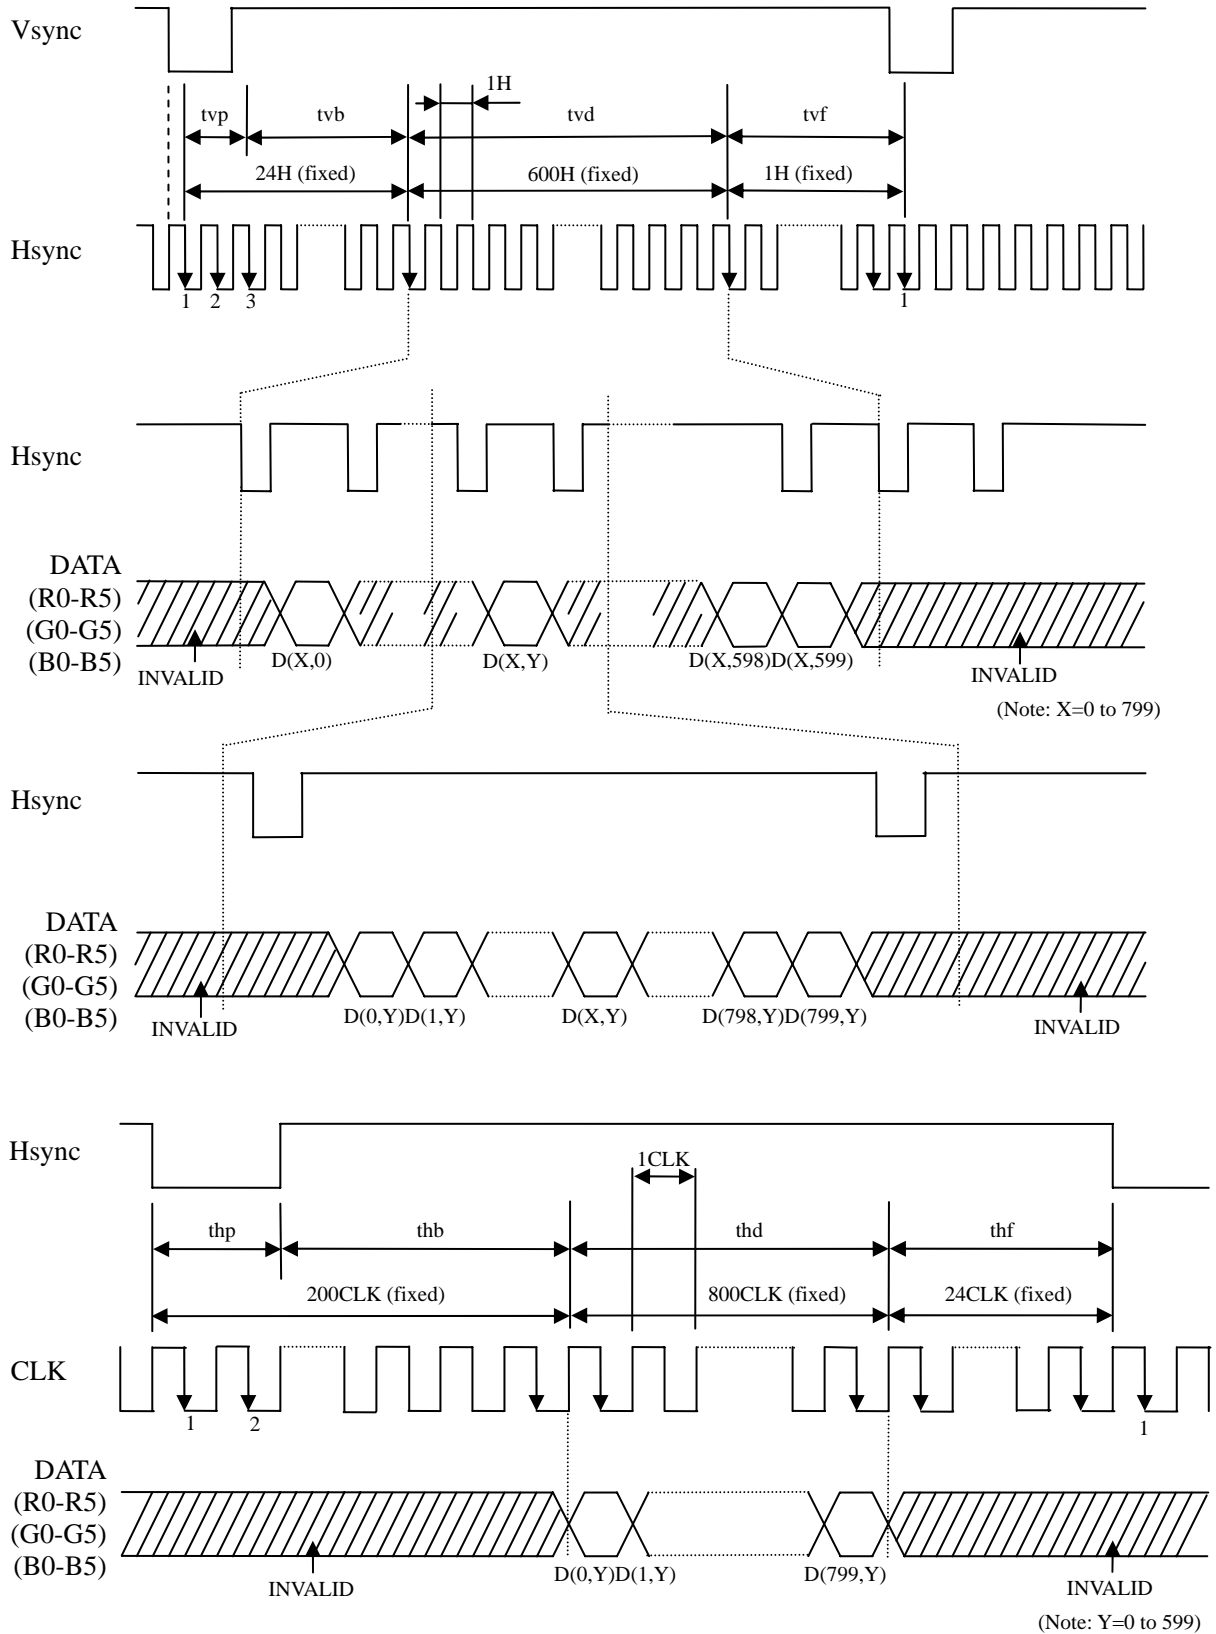 Vsync
1H
tvp tvb tvd tvf
24H (fixed) 600H (fixed) 1H (fixed)
Hsync
1 2 3 1
Hsync
DATA
(R0-R5)
(G0-G5)
(B0-B5)
D(X,0) D(X,Y) D(X,598)D(X,599)
INVALID INVALID
(Note: X=0 to 799)
Hsync
DATA
(R0-R5)
(G0-G5)
(B0-B5)
D(0,Y)D(1,Y) D(X,Y) D(798,Y)D(799,Y)
INVALID INVALID
Hsync
1CLK
thp thb thd thf
200CLK (fixed) 800CLK (fixed) 24CLK (fixed)
CLK
1 2 1
DATA
(R0-R5)
(G0-G5)
(B0-B5)
D(0,Y)D(1,Y) D(799,Y)
INVALID INVALID
(Note: Y=0 to 599)